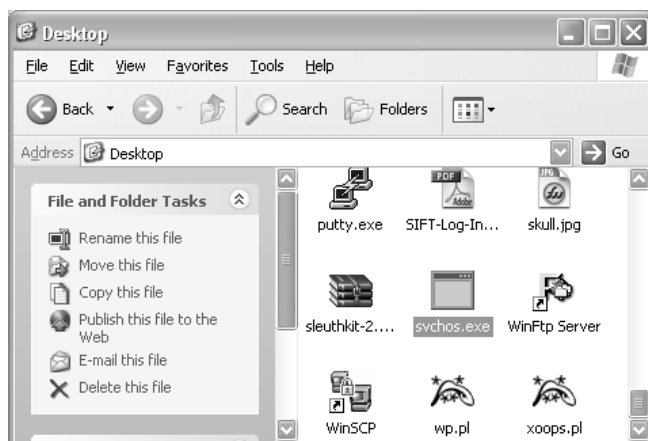 Desktop
File Edit View Favorites Tools Help
Back Search Folders
Address Desktop Go
File and Folder Tasks
Rename this file
Move this file
Copy this file
Publish this file to the
Web
E-mail this file
Delete this file
PDF Adobe JPG
putty.exe SIFT-Log-In... skull.jpg
sleuthkit-2.... svchos.exe WinFtp Server
WinSCP wp.pl xoops.pl